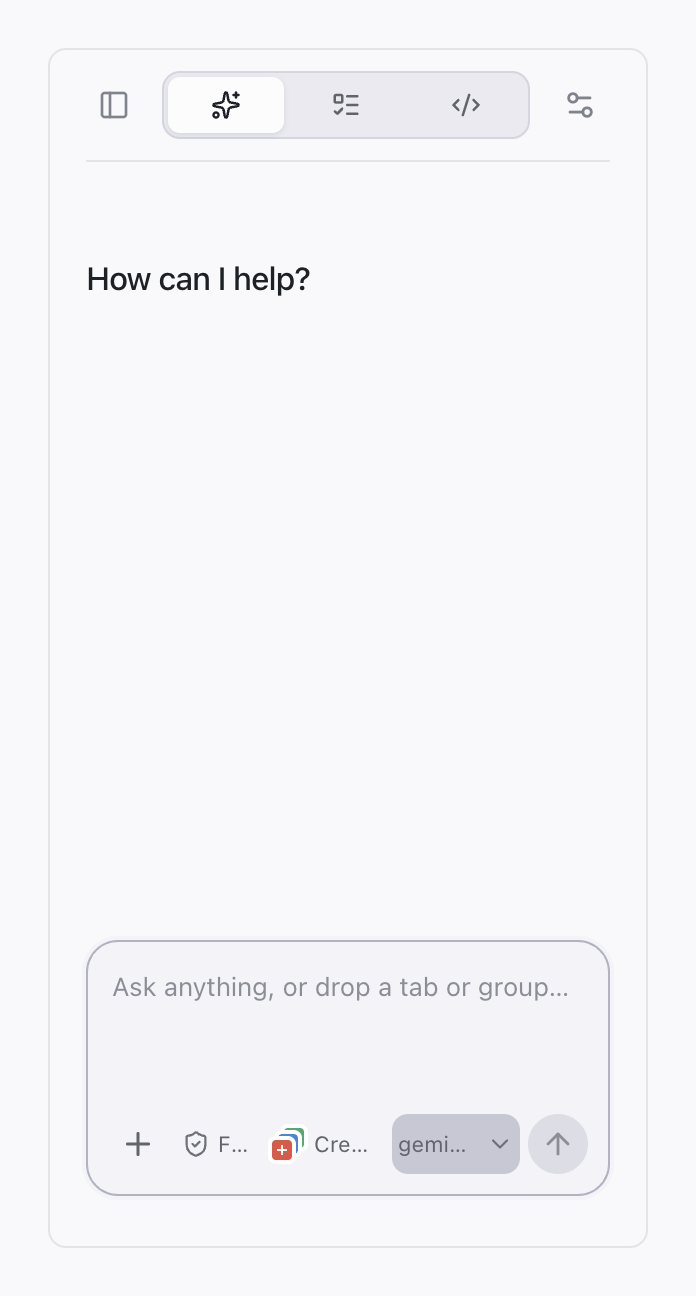 How can I help?
Ask anything, or drop a tab or group...
F... Cre... gemi...